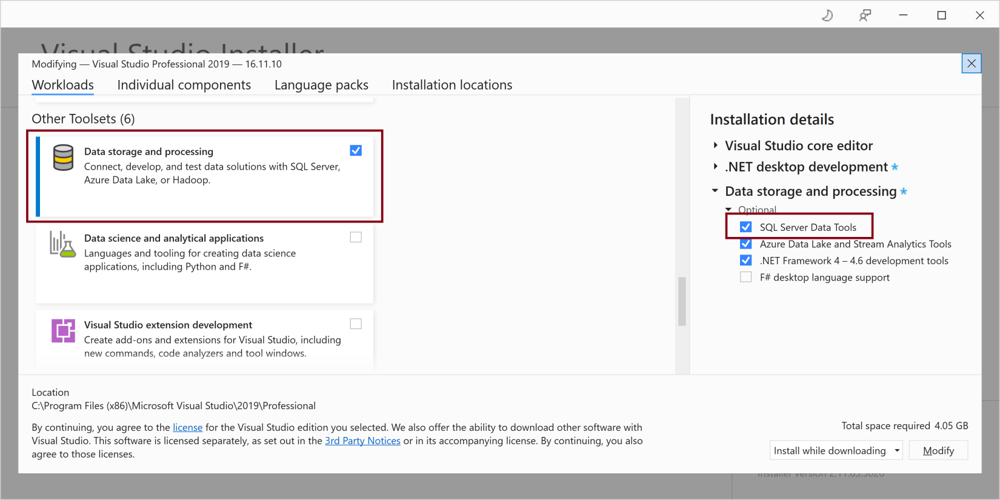 Visual Studio Installer
Modifying — Visual Studio Professional 2019 — 16.11.10
Workloads
Individual components
Language packs
Installation locations
Other Toolsets (6)
Data storage and processing
Connect, develop, and test data solutions with SQL Server,
Azure Data Lake, or Hadoop.
Data science and analytical applications
Languages and tooling for creating data science
applications, including Python and F#.
Visual Studio extension development
Create add-ons and extensions for Visual Studio, including
new commands, code analyzers and tool windows.
Installation details
Visual Studio core editor
.NET desktop development *
Data storage and processing *
Optional
SQL Server Data Tools
Azure Data Lake and Stream Analytics Tools
.NET Framework 4 – 4.6 development tools
F# desktop language support
Location
C:\Program Files (x86)\Microsoft Visual Studio\2019\Professional
By continuing, you agree to the license for the Visual Studio edition you selected. We also offer the ability to download other software with
Visual Studio. This software is licensed separately, as set out in the 3rd Party Notices or in its accompanying license. By continuing, you also
agree to those licenses.
Total space required 4.05 GB
Install while downloading
Modify
Installer version